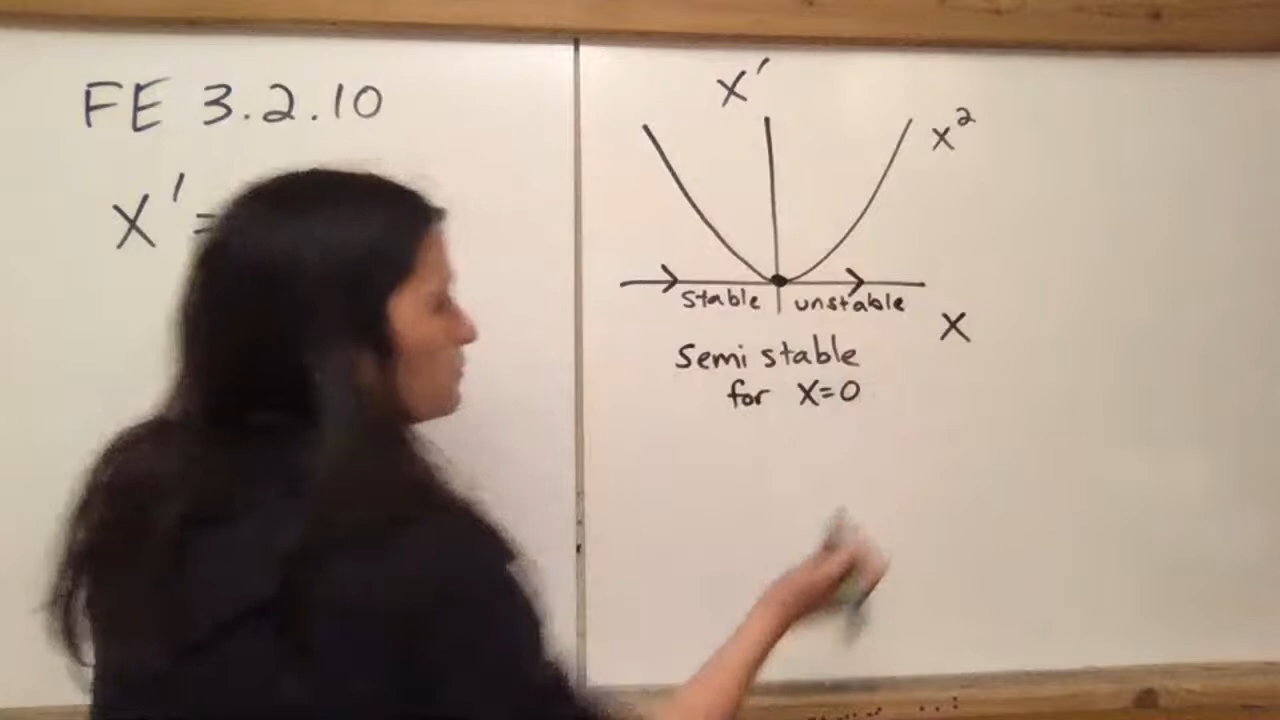 FE 3.2.10
x' =
x'
x²
stable unstable
x
Semi stable
for x=0